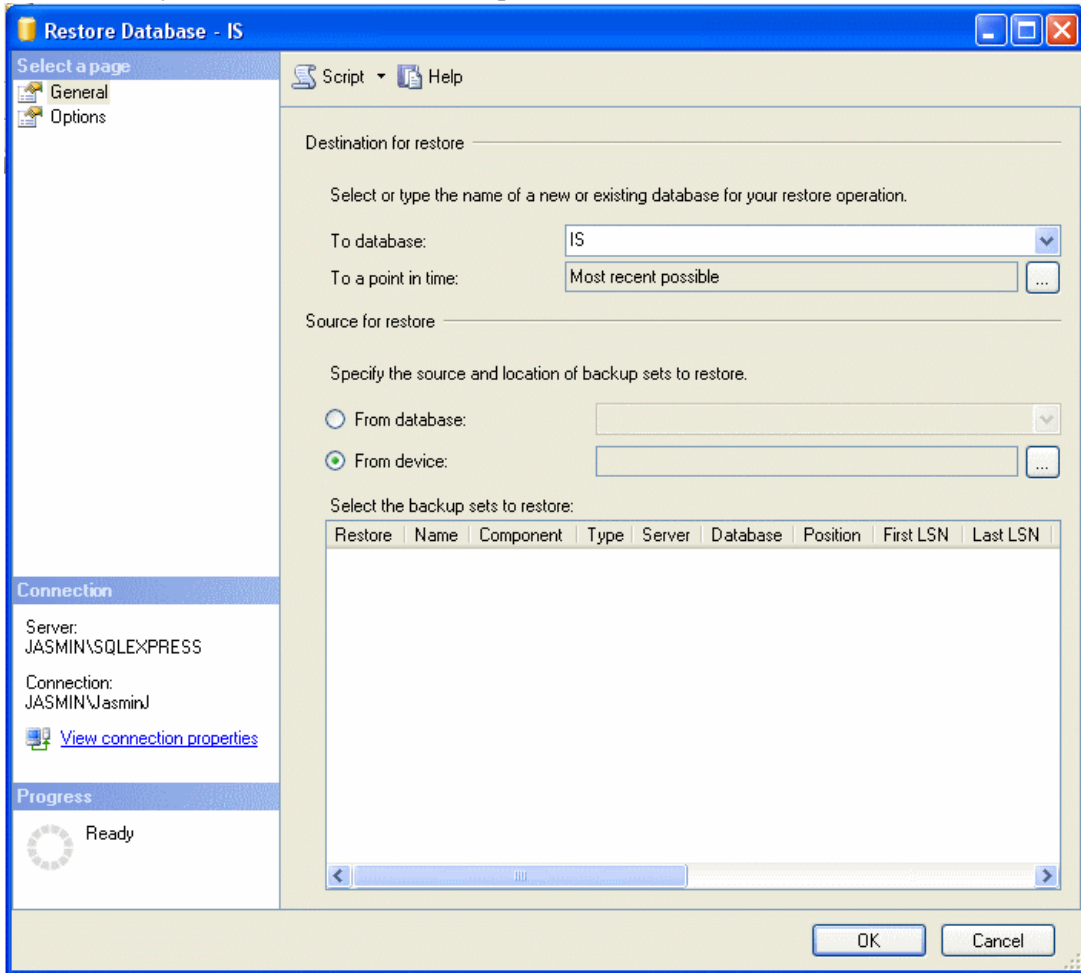 Restore Database - IS
Select a page
General
Options
Script
Help
Destination for restore
Select or type the name of a new or existing database for your restore operation.
To database:
IS
To a point in time:
Most recent possible
...
Source for restore
Specify the source and location of backup sets to restore.
From database:
From device:
...
Select the backup sets to restore:
Restore Name Component Type Server Database Position First LSN Last LSN
Connection
Server:
JASMIN\SQLEXPRESS
Connection:
JASMIN\JasminJ
View connection properties
Progress
Ready
OK
Cancel